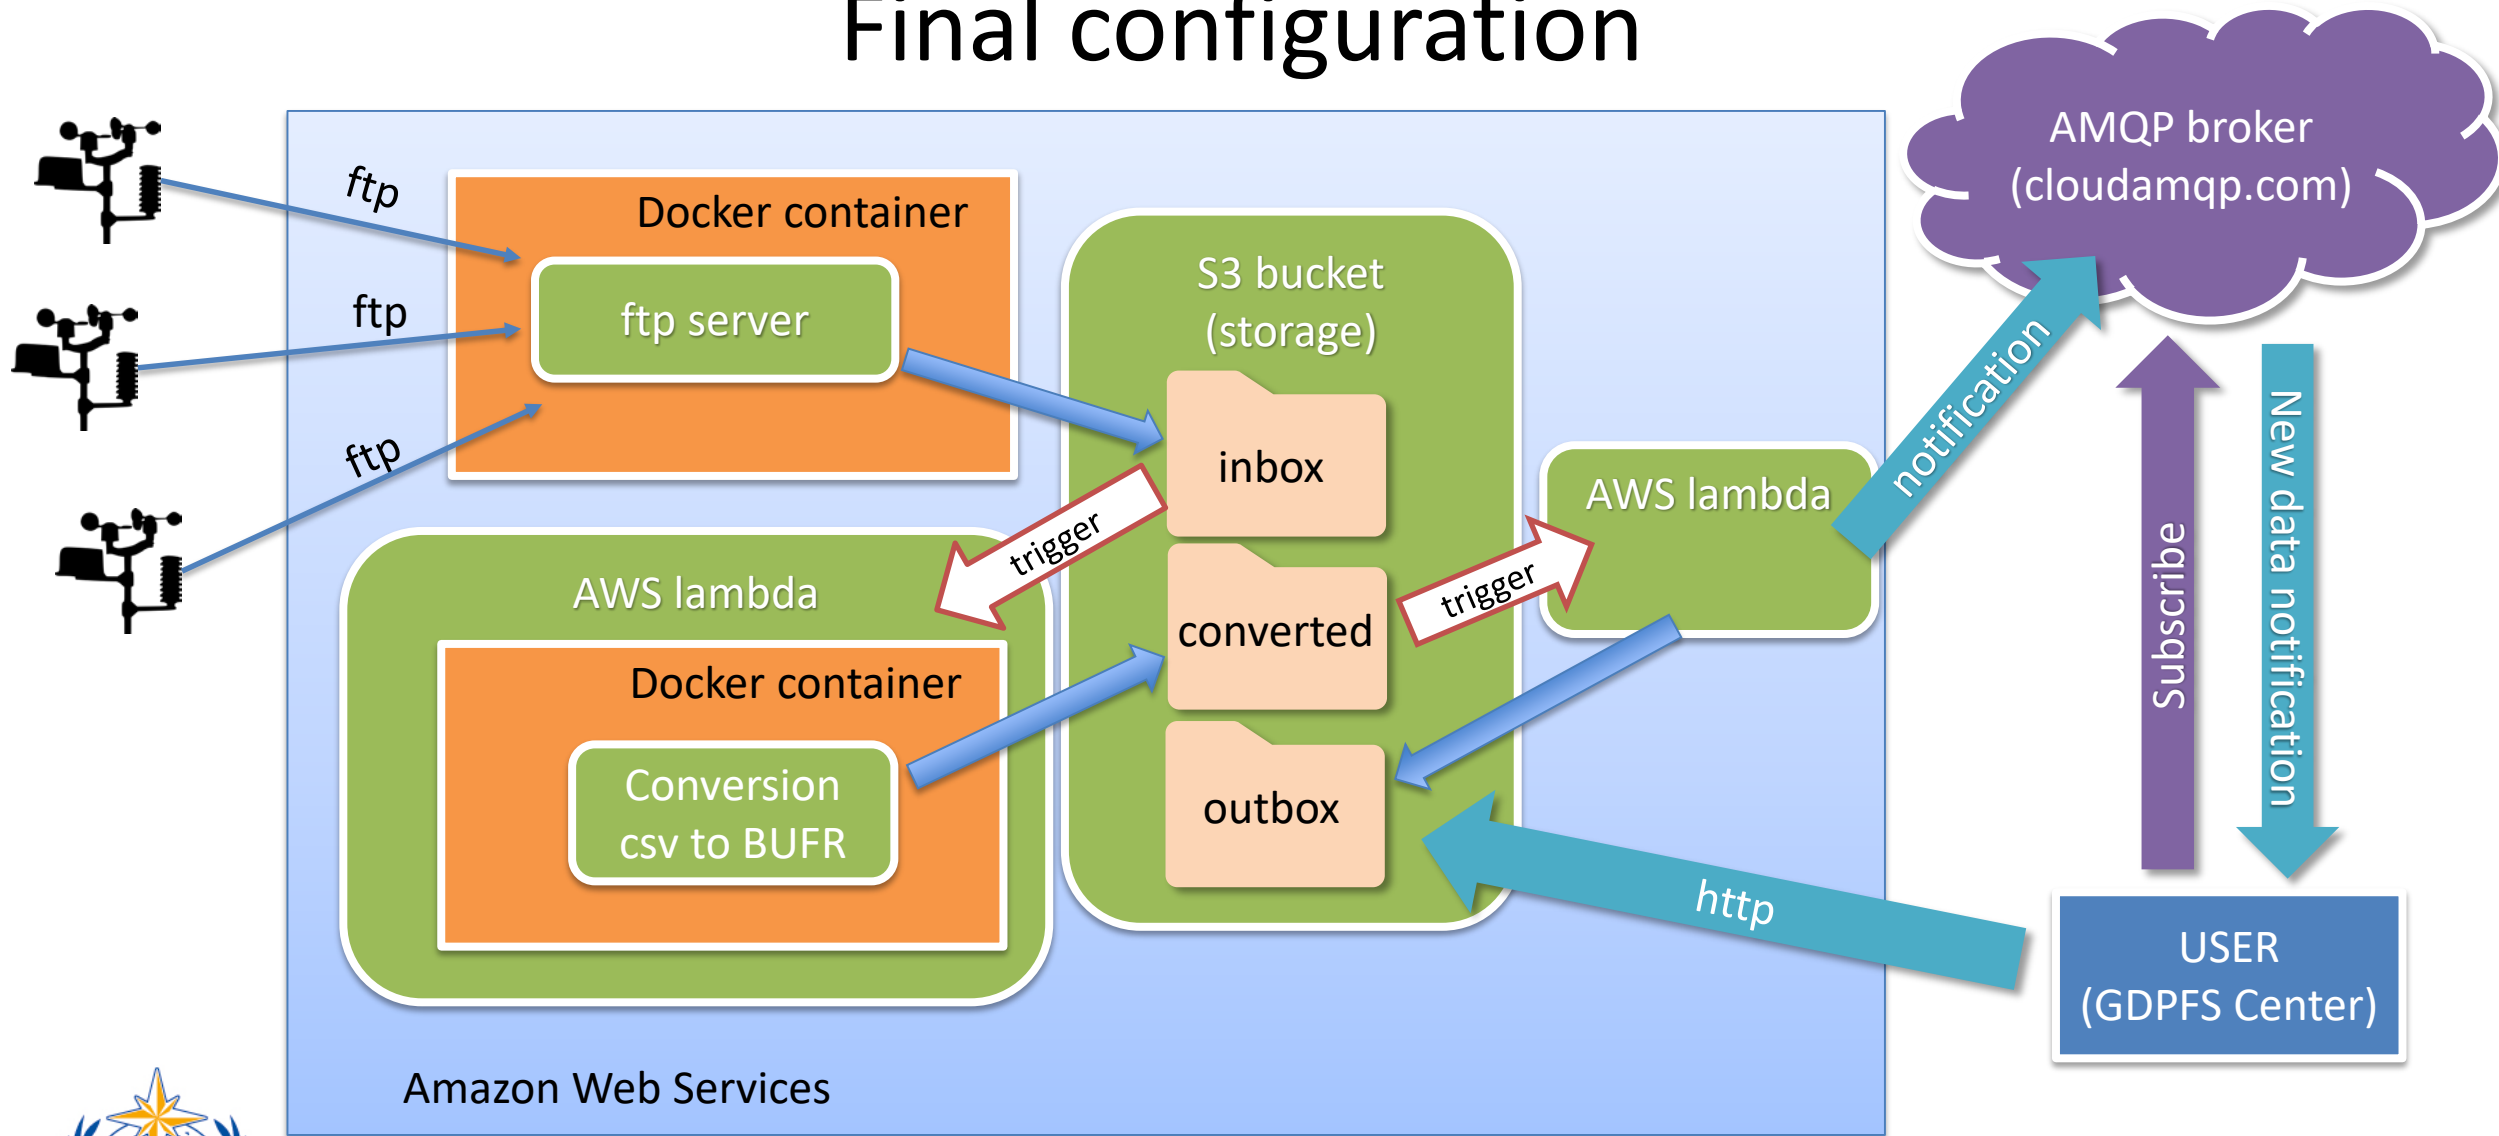 Final configuration
ftp
ftp
ftp
Docker container
ftp server
S3 bucket
(storage)
inbox
converted
outbox
trigger
trigger
AWS lambda
Docker container
Conversion
csv to BUFR
AWS lambda
notification
AMQP broker
(cloudamqp.com)
Subscribe
New data notification
http
USER
(GDPFS Center)
Amazon Web Services